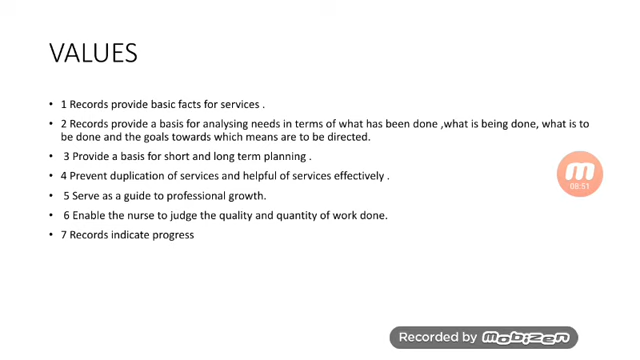 VALUES
• 1 Records provide basic facts for services .
• 2 Records provide a basis for analysing needs in terms of what has been done ,what is being done, what is to
be done and the goals towards which means are to be directed.
• 3 Provide a basis for short and long term planning .
• 4 Prevent duplication of services and helpful of services effectively .
• 5 Serve as a guide to professional growth.
• 6 Enable the nurse to judge the quality and quantity of work done.
• 7 Records indicate progress
m
08:51
Recorded by mobizen